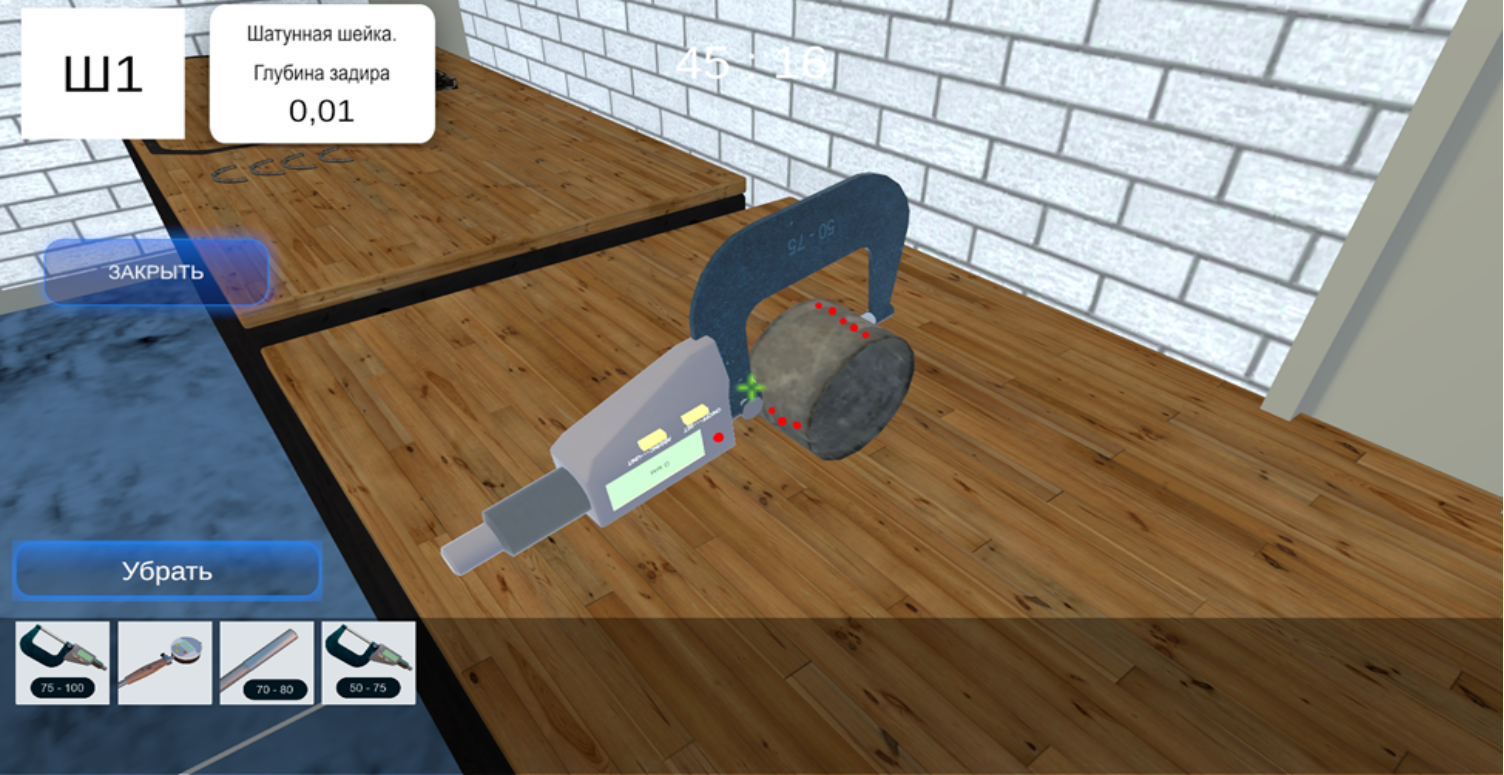 Ш1
Шатунная шейка.
Глубина задира
0,01
45 : 16
50 - 75
ЗАКРЫТЬ
Убрать
75 - 100
70 - 80
50 - 75